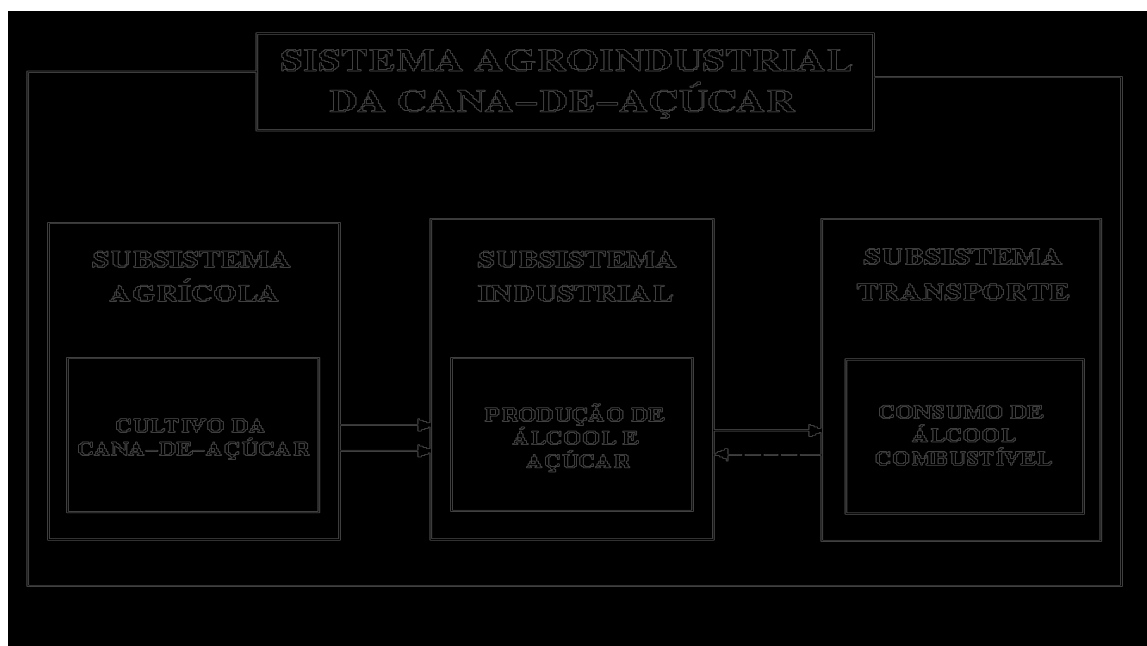 SISTEMA AGROINDUSTRIAL
DA CANA-DE-AÇÚCAR
SUBSISTEMA
AGRÍCOLA
CULTIVO DA
CANA-DE-AÇÚCAR
SUBSISTEMA
INDUSTRIAL
PRODUÇÃO DE
ÁLCOOL E
AÇÚCAR
SUBSISTEMA
TRANSPORTE
CONSUMO DE
ÁLCOOL
COMBUSTÍVEL